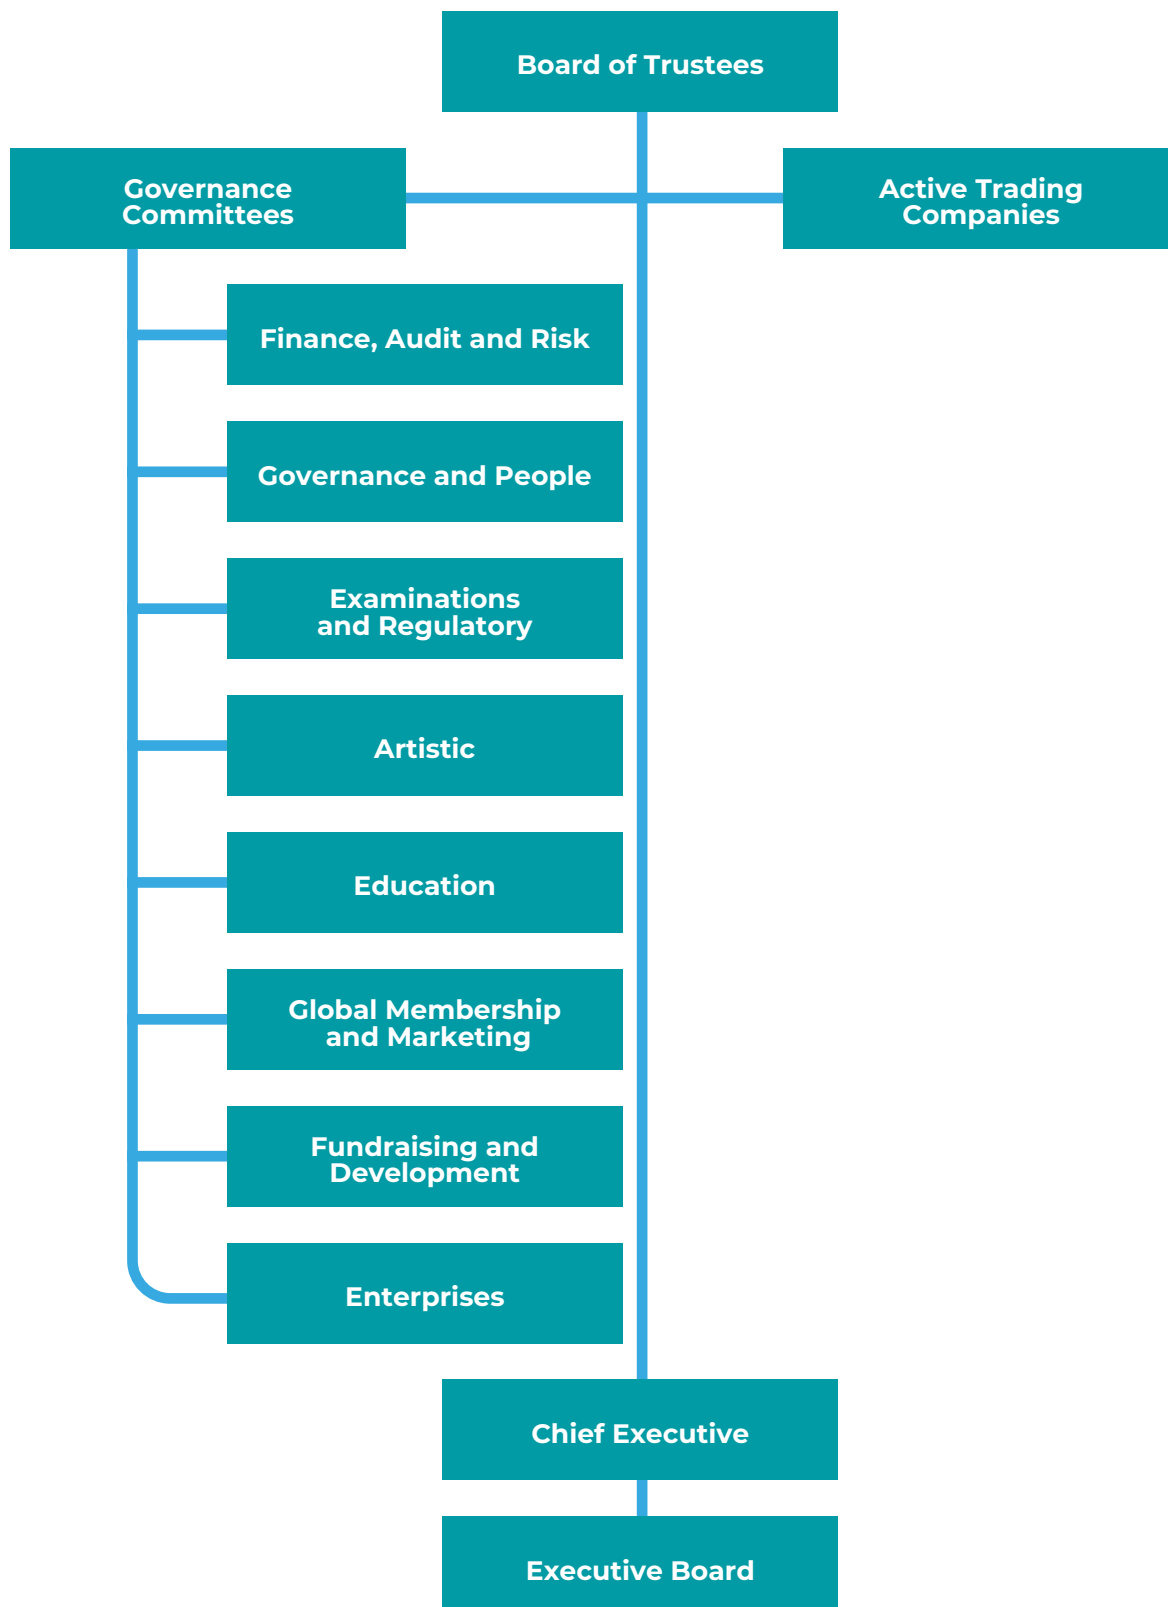 Board of Trustees
Governance
Committees
Active Trading
Companies
Finance, Audit and Risk
Governance and People
Examinations
and Regulatory
Artistic
Education
Global Membership
and Marketing
Fundraising and
Development
Enterprises
Chief Executive
Executive Board